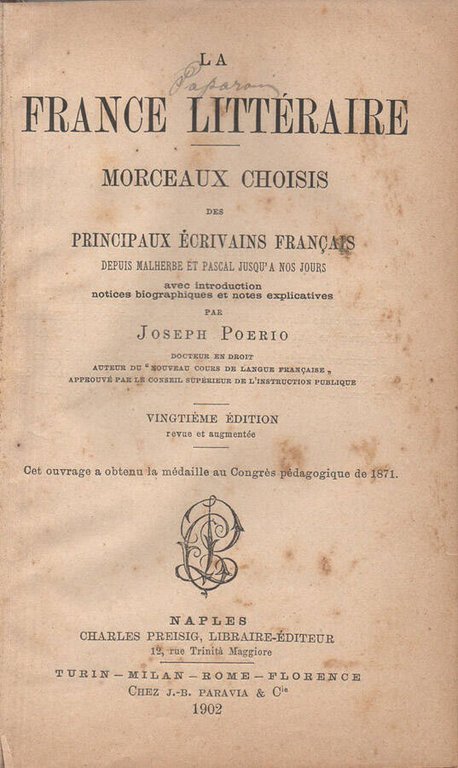 LA
FRANCE LITTÉRAIRE
MORCEAUX CHOISIS
DES
PRINCIPAUX ÉCRIVAINS FRANÇAIS
DEPUIS MALHERBE ET PASCAL JUSQU'A NOS JOURS
avec introduction
notices biographiques et notes explicatives
PAR
JOSEPH POERIO
DOCTEUR EN DROIT
AUTEUR DU “ NOUVEAU COURS DE LANGUE FRANÇAISE „
APPROUVÉ PAR LE CONSEIL SUPÉRIEUR DE L'INSTRUCTION PUBLIQUE
VINGTIÈME ÉDITION
revue et augmentée
Cet ouvrage a obtenu la médaille au Congrès pédagogique de 1871.
NAPLES
CHARLES PREISIG, LIBRAIRE-ÉDITEUR
12, rue Trinità Maggiore
TURIN — MILAN — ROME — FLORENCE
CHEZ J.-B. PARAVIA & Cie
1902